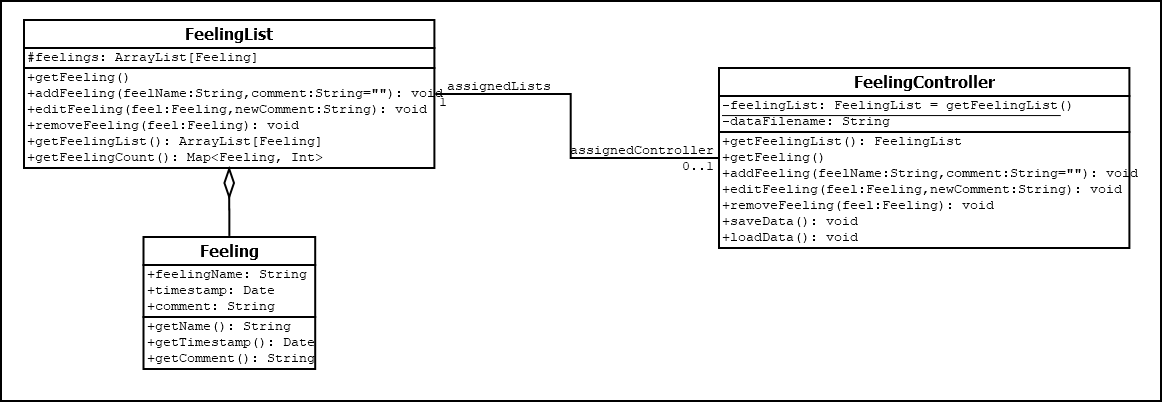 FeelingList
#feelings: ArrayList[Feeling]
+getFeeling()
+addFeeling(feelName:String,comment:String=""): void
+editFeeling(feel:Feeling,newComment:String): void
+removeFeeling(feel:Feeling): void
+getFeelingList(): ArrayList[Feeling]
+getFeelingCount(): Map<Feeling, Int>
assignedLists
1
assignedController
0..1
FeelingController
-feelingList: FeelingList = getFeelingList()
-dataFilename: String
+getFeelingList(): FeelingList
+getFeeling()
+addFeeling(feelName:String,comment:String=""): void
+editFeeling(feel:Feeling,newComment:String): void
+removeFeeling(feel:Feeling): void
+saveData(): void
+loadData(): void
Feeling
+feelingName: String
+timestamp: Date
+comment: String
+getName(): String
+getTimestamp(): Date
+getComment(): String